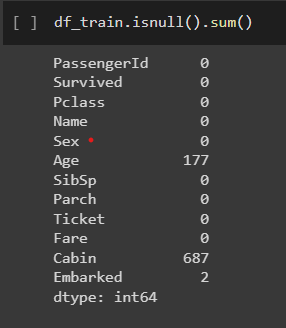 [ ] df_train.isnull().sum()
PassengerId 0
Survived 0
Pclass 0
Name 0
Sex 0
Age 177
SibSp 0
Parch 0
Ticket 0
Fare 0
Cabin 687
Embarked 2
dtype: int64